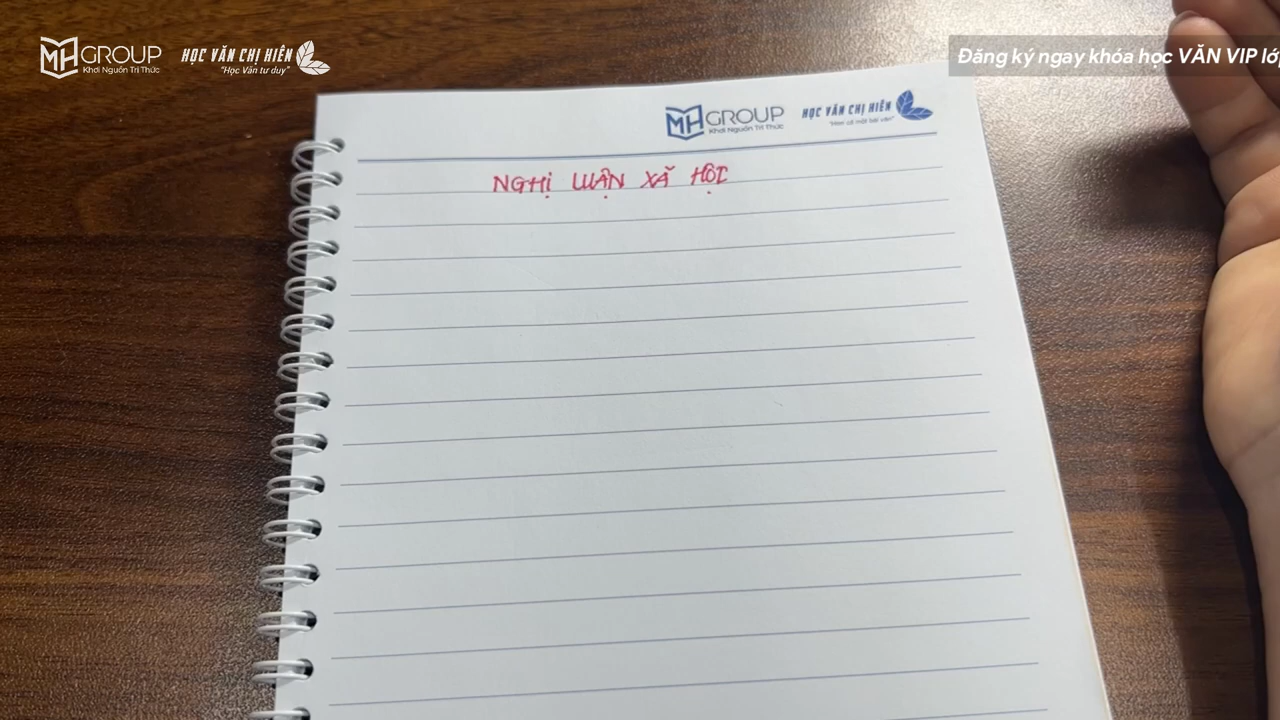 MH GROUP
Khơi Nguồn Tri Thức
HỌC VĂN CHỊ HIÊN
"Học Văn tư duy"
Đăng ký ngay khóa học VĂN VIP lớ
MH GROUP
Khơi Nguồn Tri Thức
HỌC VĂN CHỊ HIÊN
NGHỊ LUẬN XÃ HỘI